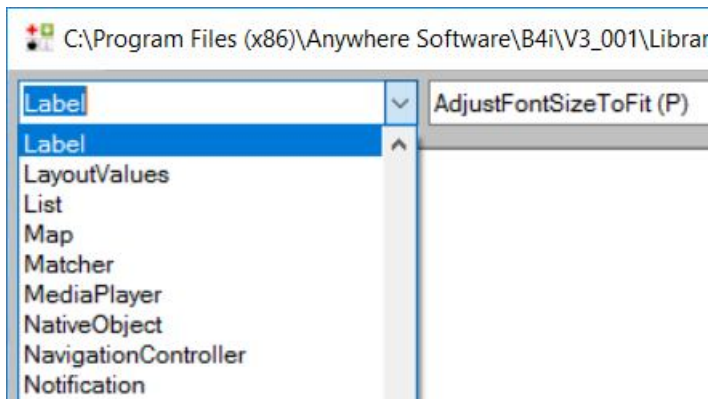 C:\Program Files (x86)\Anywhere Software\B4i\V3_001\Librar
Label AdjustFontSizeToFit (P)
Label
LayoutValues
List
Map
Matcher
MediaPlayer
NativeObject
NavigationController
Notification